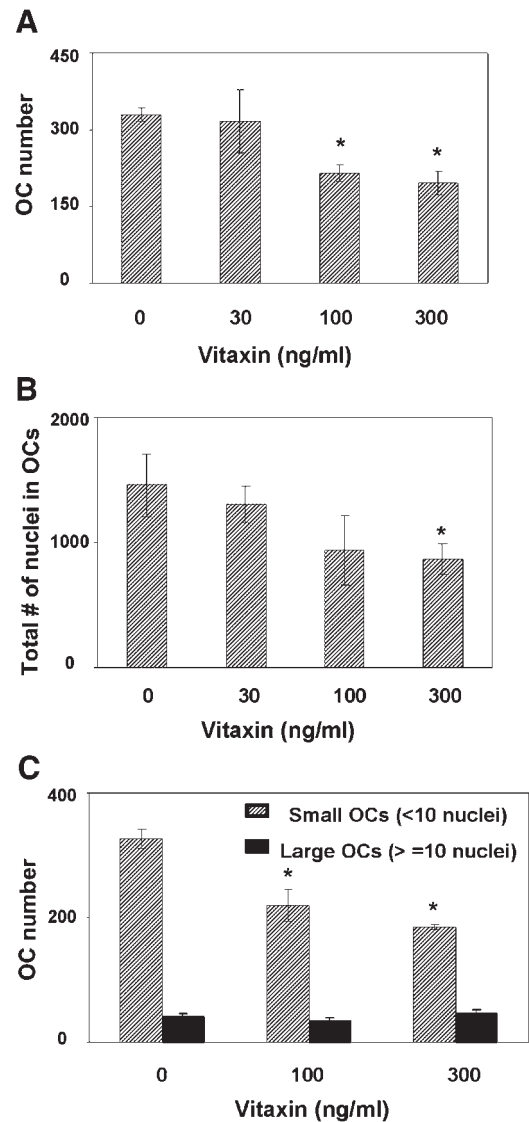 A
450
300
150
0
OC number
* *
0 30 100 300
Vitaxin (ng/ml)
B
2000
1000
0
Total # of nuclei in OCs
*
0 30 100 300
Vitaxin (ng/ml)
C
400
200
0
OC number
Small OCs (<10 nuclei)
Large OCs (> =10 nuclei)
* *
0 100 300
Vitaxin (ng/ml)